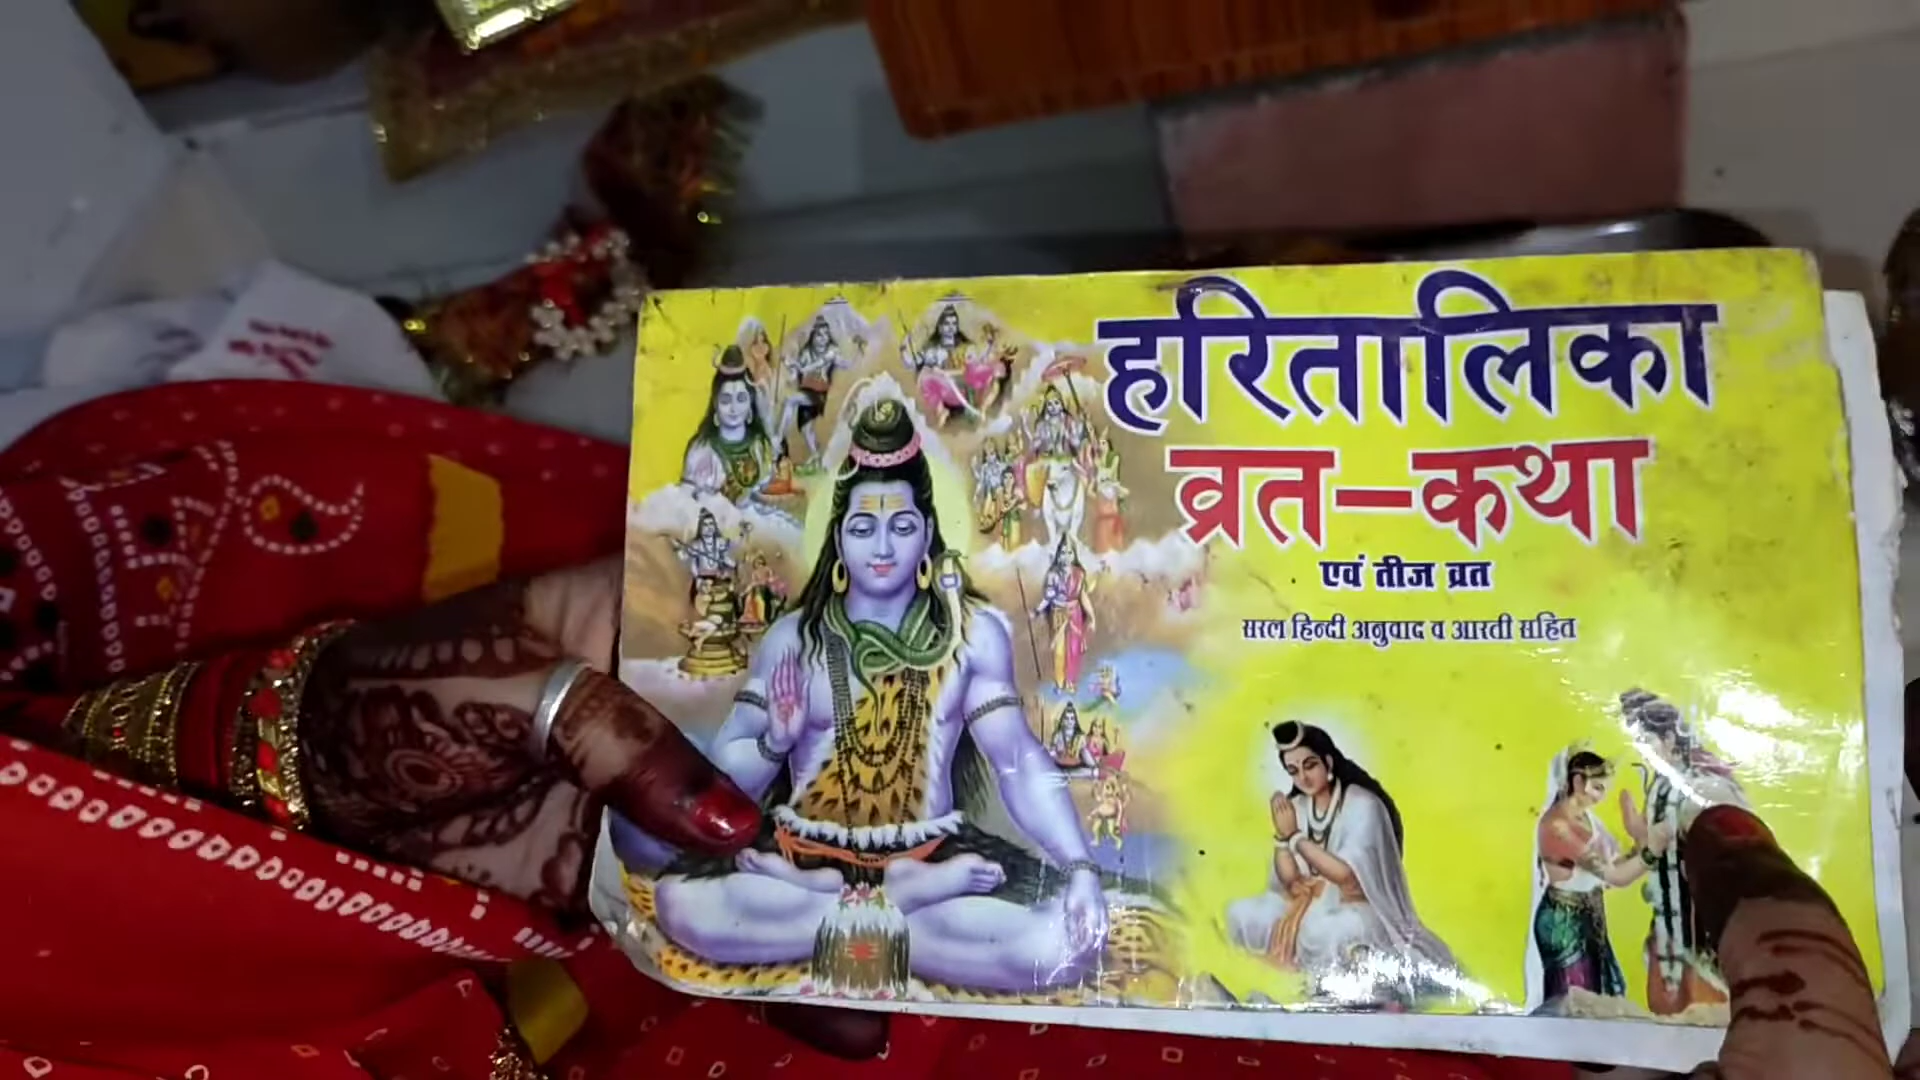 हरितालिका
व्रत–कथा
एवं तीज व्रत
सरल हिन्दी अनुवाद व आरती सहित